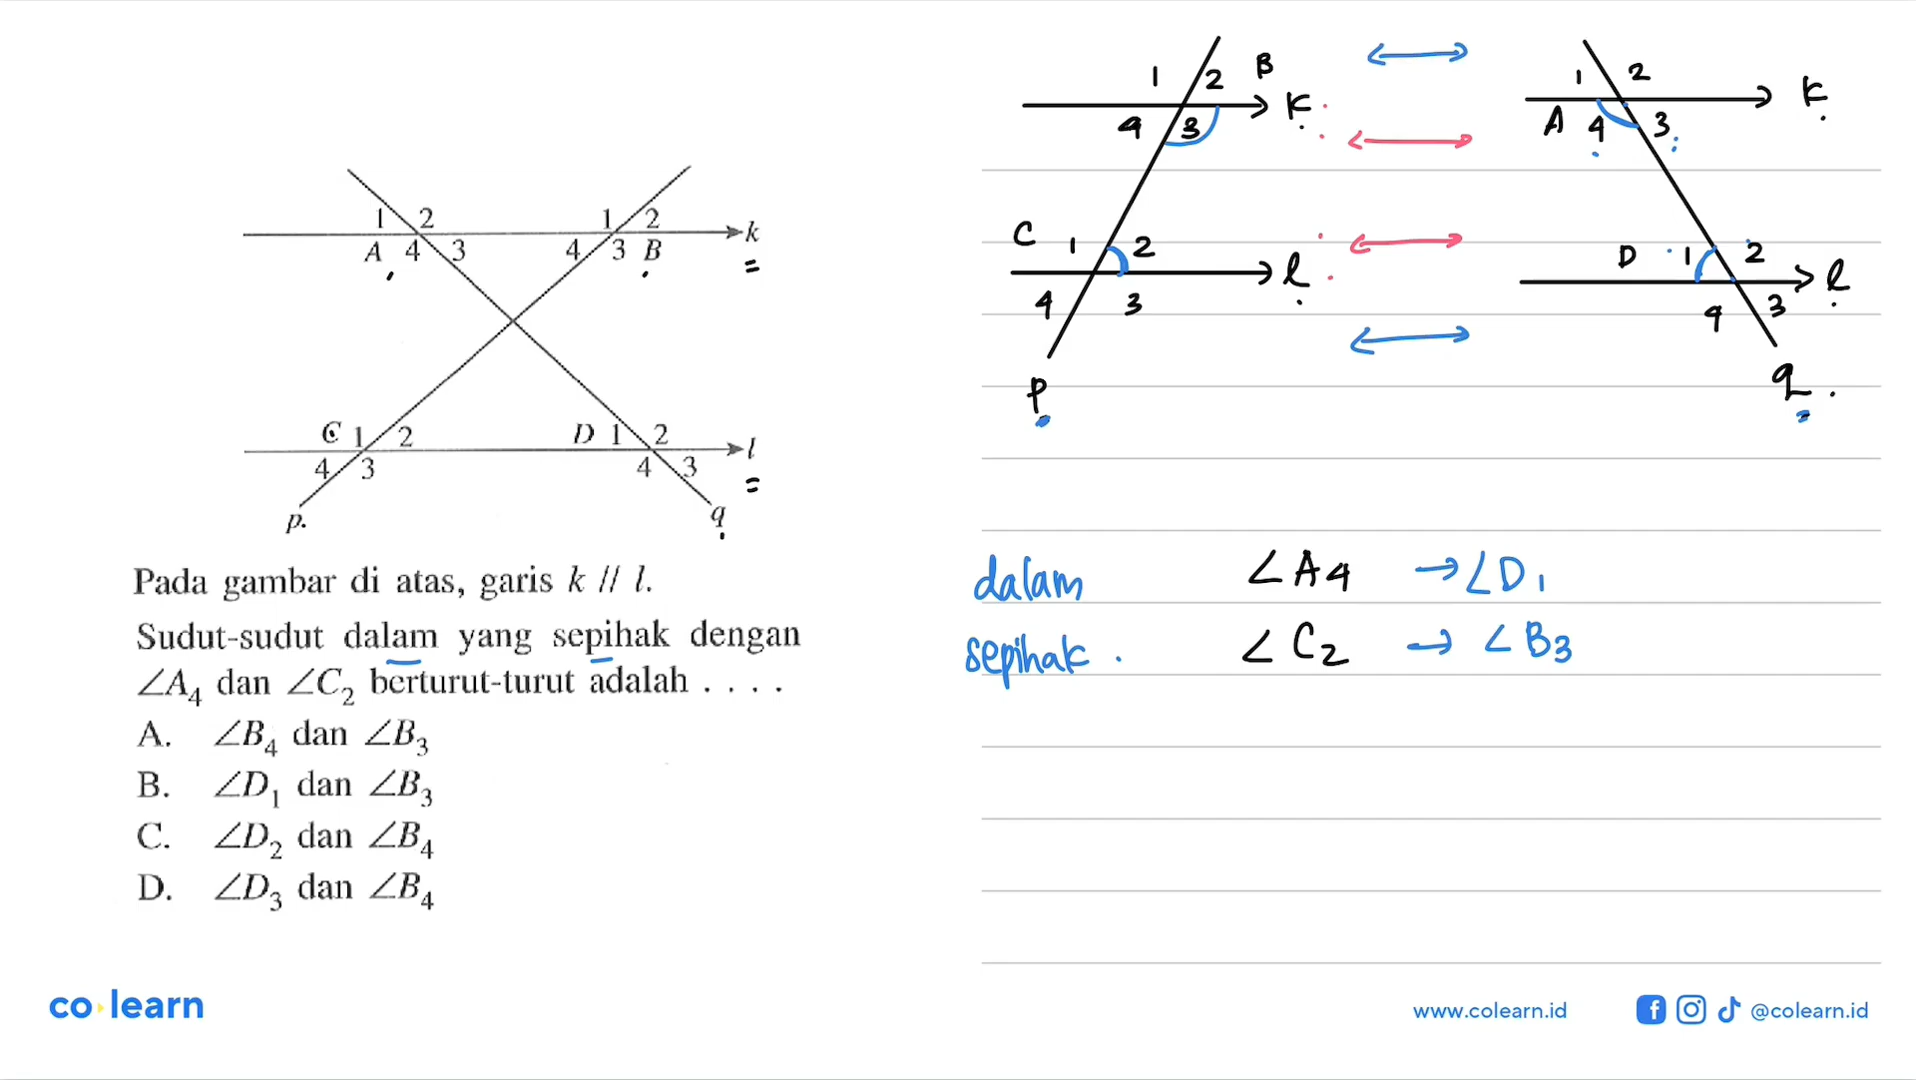 1 2 1 2 k
A 4 3 4 3 B
C 1 2 D 1 2 l
4 3 4 3
p. q
Pada gambar di atas, garis k // l.
Sudut-sudut dalam yang sepihak dengan
∠A4 dan ∠C2 berturut-turut adalah . . . .
A. ∠B4 dan ∠B3
B. ∠D1 dan ∠B3
C. ∠D2 dan ∠B4
D. ∠D3 dan ∠B4
1 2 B
k
4 3
C 1 2
l
4 3
p
1 2
k
A 4 3
D 1 2
l
4 3
q
dalam ∠A4 → ∠D1
sepihak. ∠C2 → ∠B3
co learn
www.colearn.id @colearn.id